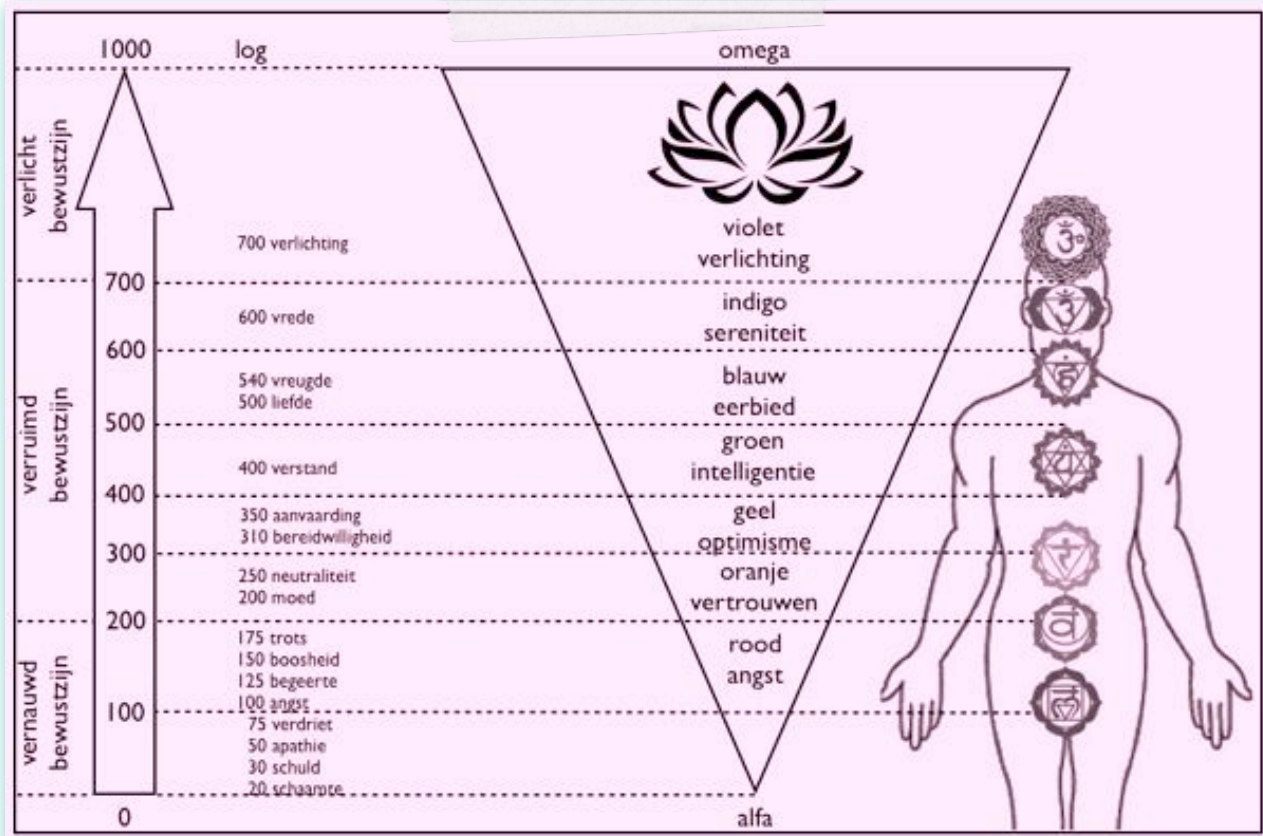 1000
log
omega
verlicht
bewustzijn
700 verlichting
violet
verlichting
700
verruimd
bewustzijn
600 vrede
indigo
sereniteit
600
540 vreugde
500 liefde
blauw
eerbied
500
400 verstand
groen
intelligentie
400
350 aanvaarding
310 bereidwilligheid
geel
optimisme
300
250 neutraliteit
200 moed
oranje
vertrouwen
200
vernauwd
bewustzijn
175 trots
150 boosheid
125 begeerte
100 angst
rood
angst
100
75 verdriet
50 apathie
30 schuld
20 schaamte
0
alfa